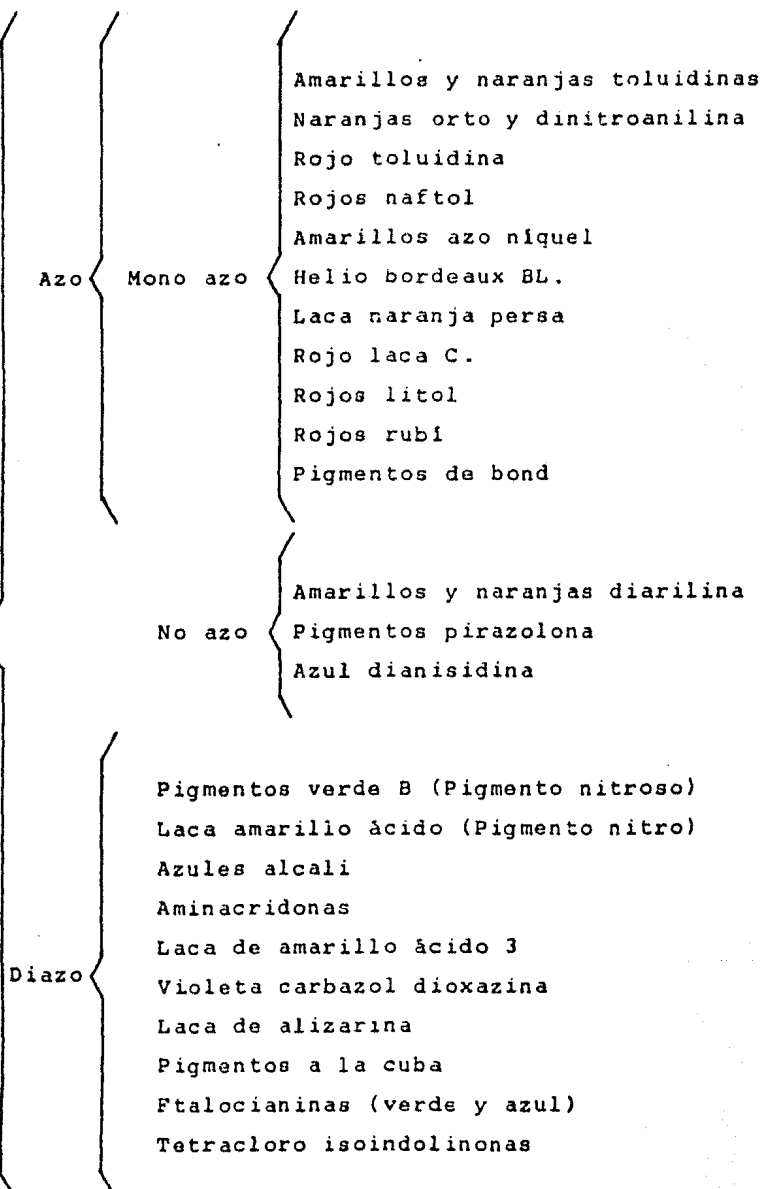 Amarillos y naranjas toluidinas
Naranjas orto y dinitroanilina
Rojo toluidina
Rojos naftol
Amarillos azo níquel
Azo Mono azo Helio bordeaux BL.
Laca naranja persa
Rojo laca C.
Rojos litol
Rojos rubí
Pigmentos de bond
Amarillos y naranjas diarilina
No azo Pigmentos pirazolona
Azul dianisidina
Pigmentos verde B (Pigmento nitroso)
Laca amarillo àcido (Pigmento nitro)
Azules alcali
Aminacridonas
Laca de amarillo àcido 3
Diazo Violeta carbazol dioxazina
Laca de alizarina
Pigmentos a la cuba
Ftalocianinas (verde y azul)
Tetracloro isoindolinonas